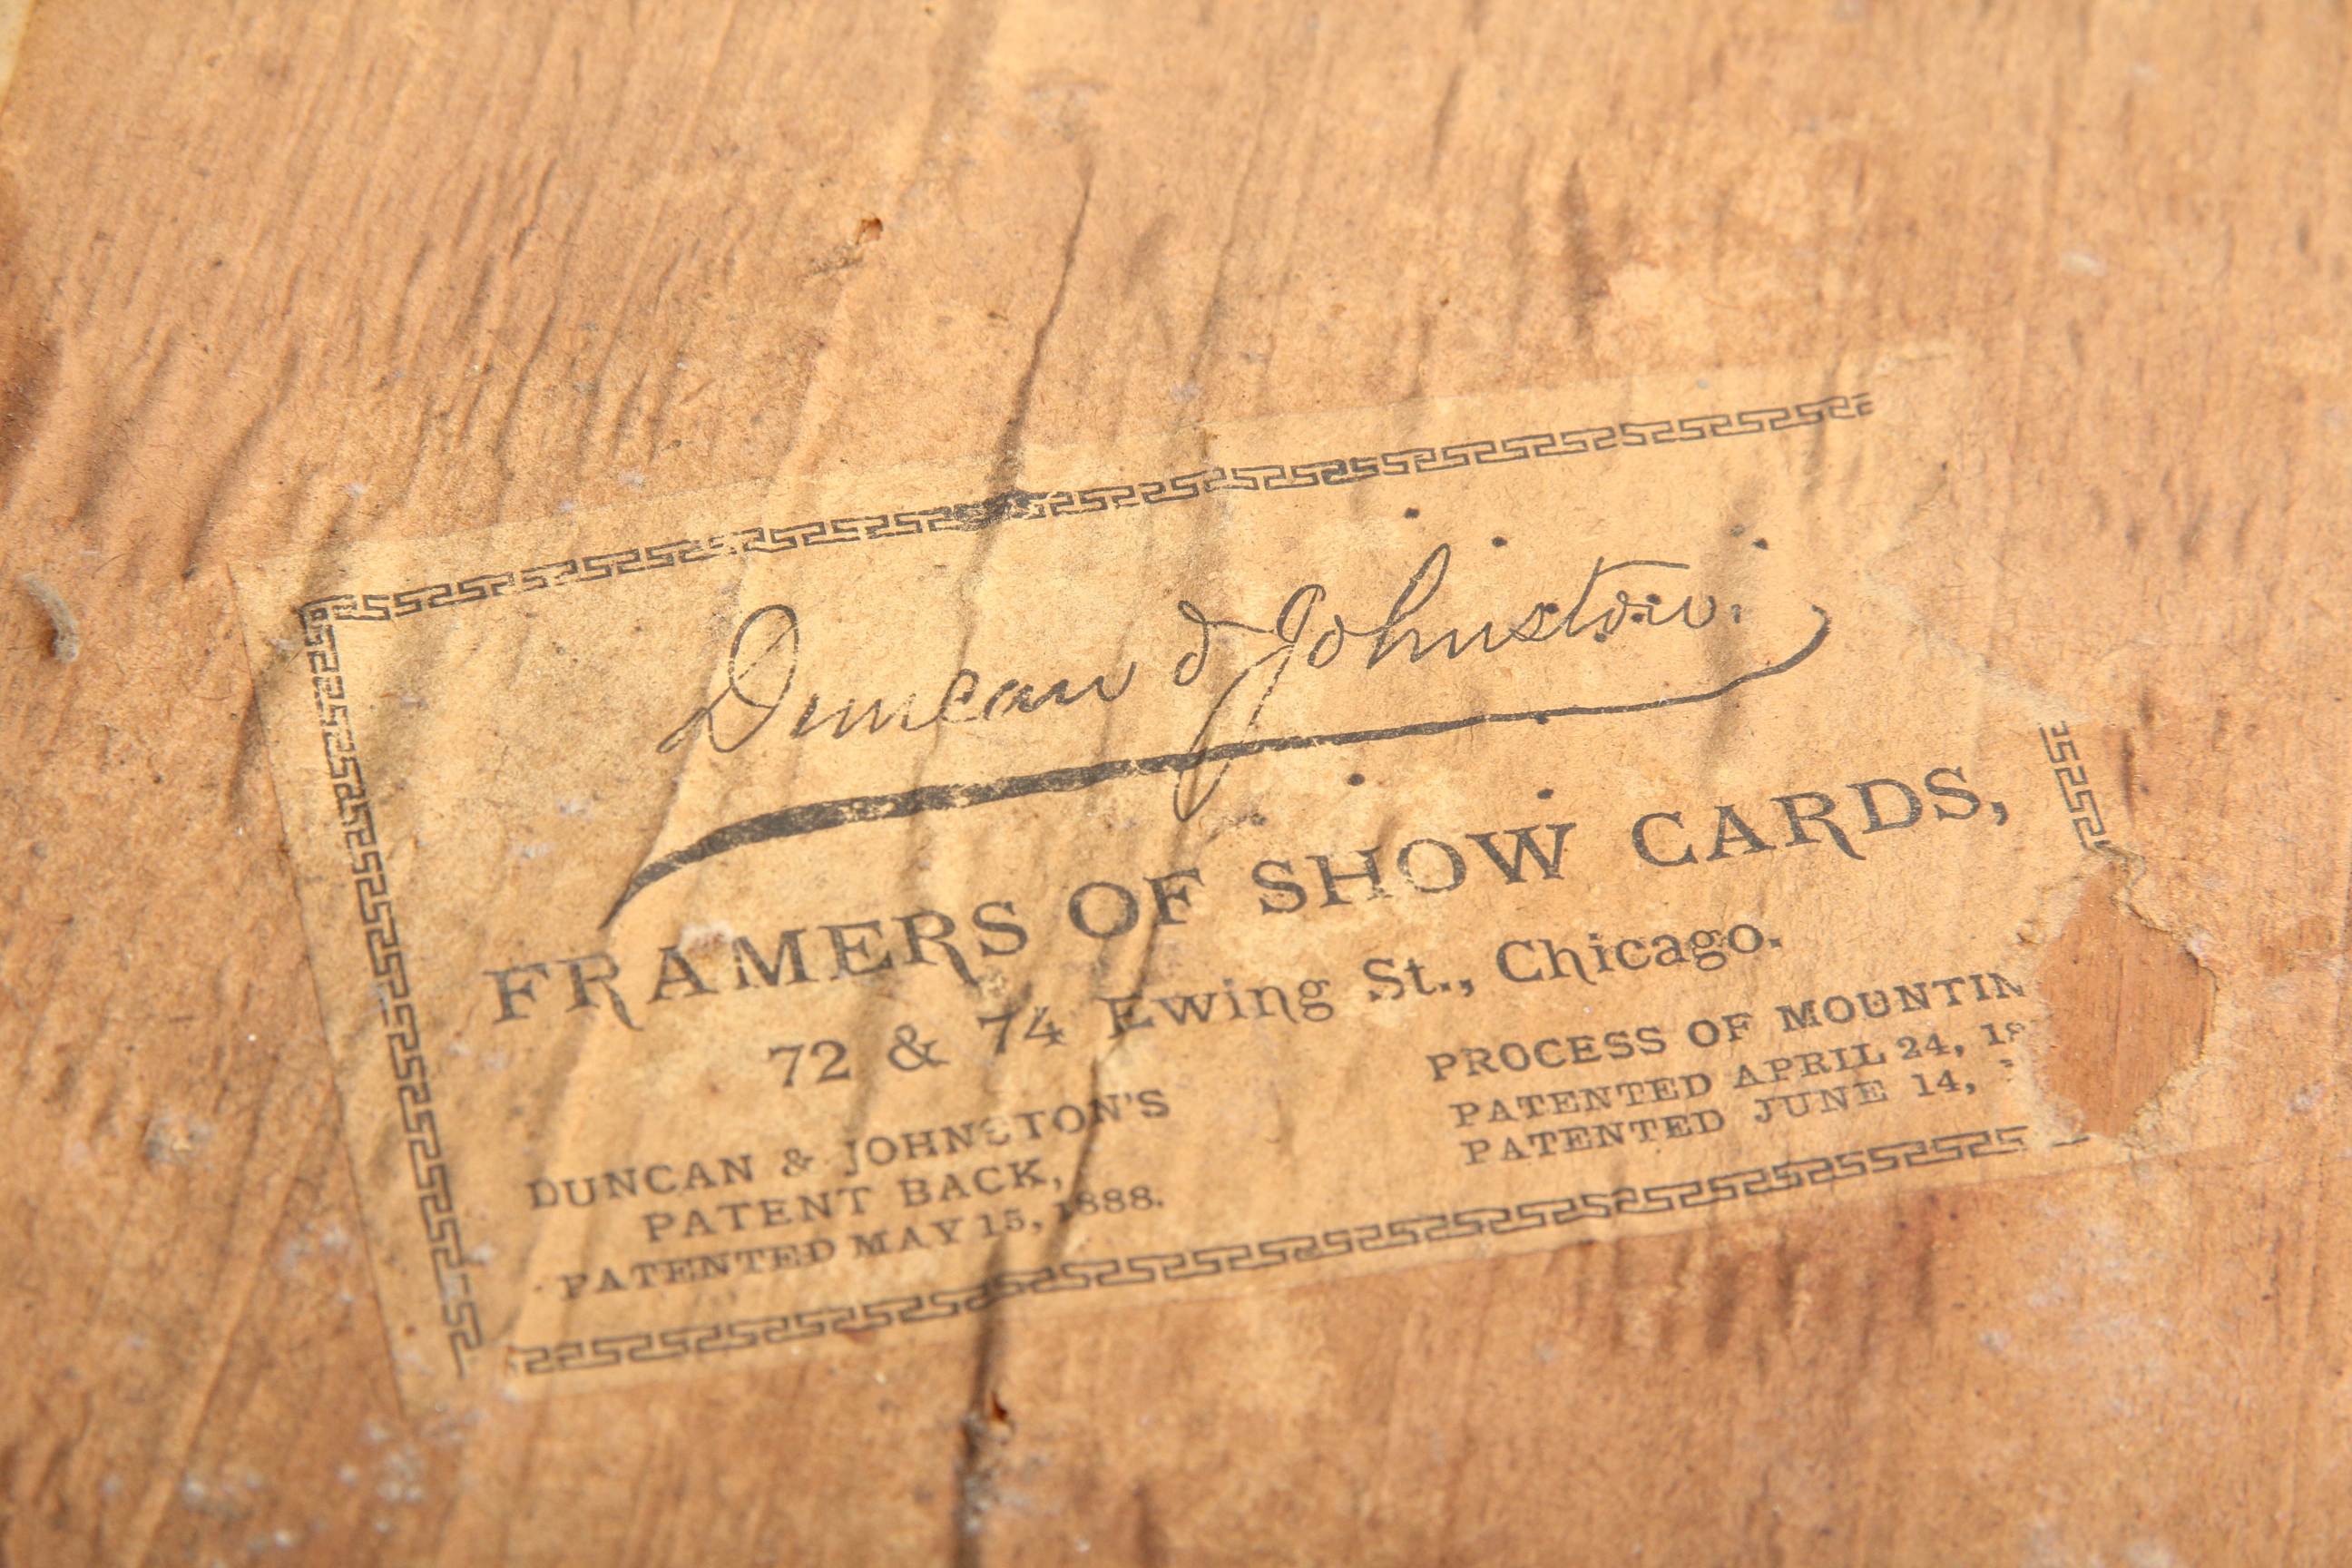 Duncan & Johnston.
FRAMERS OF SHOW CARDS,
72 & 74 Ewing St., Chicago.
DUNCAN & JOHNSTON'S
PATENT BACK,
PATENTED MAY 15, 1888.
PROCESS OF MOUNTIN
PATENTED APRIL 24, 18
PATENTED JUNE 14,